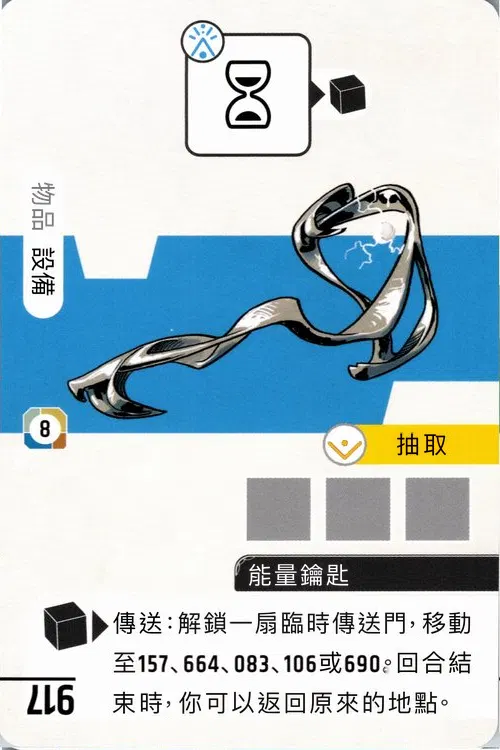 物品 設備
8
抽取
能量鑰匙
傳送：解鎖一扇臨時傳送門，移動
至157、664、083、106或690。回合結
束時，你可以返回原來的地點。
917